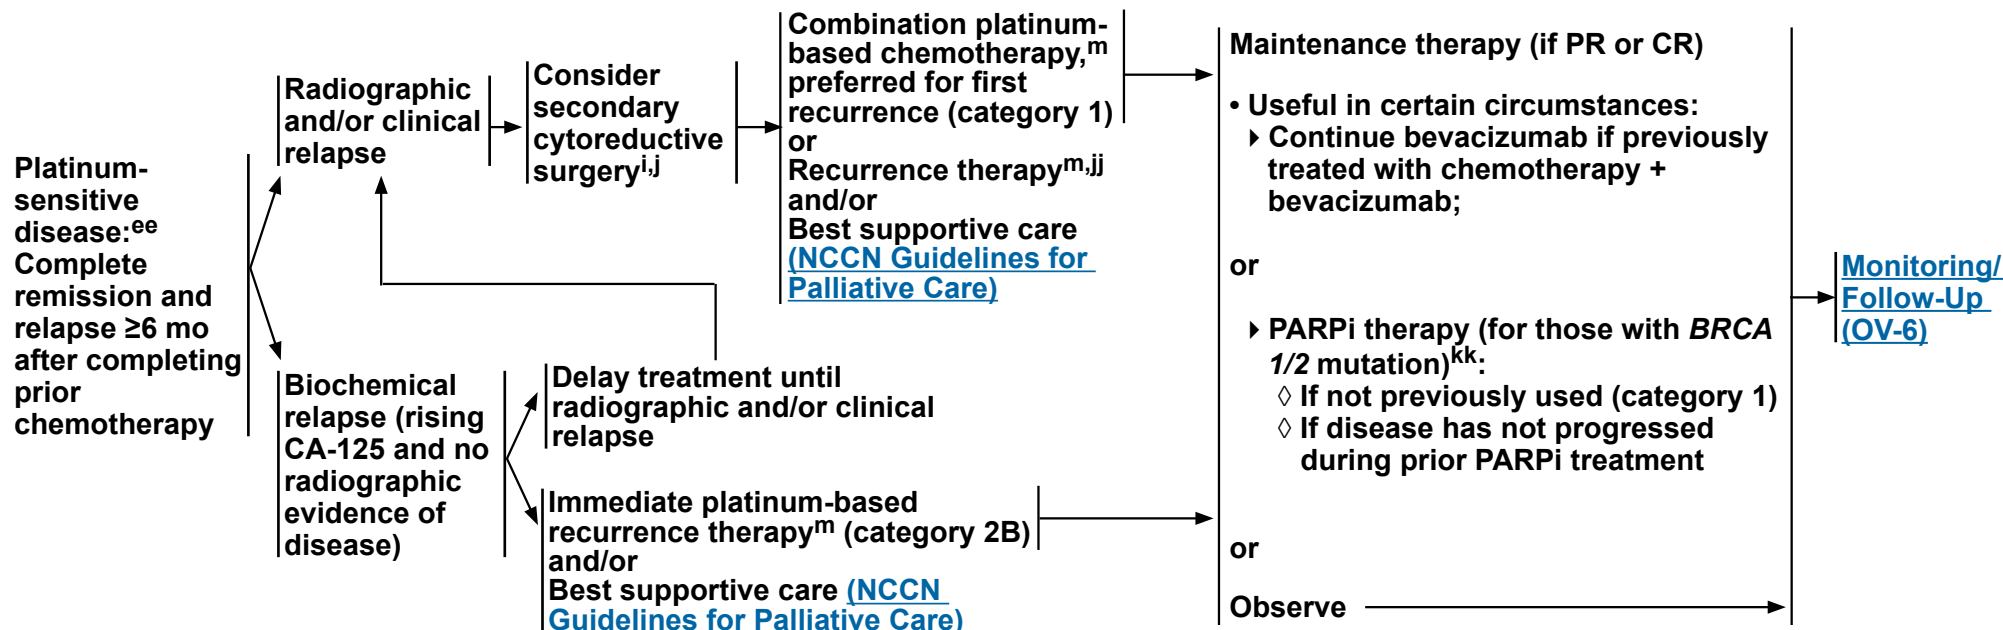 Platinum-
sensitive
disease:ee
Complete
remission and
relapse ≥6 mo
after completing
prior
chemotherapy
Radiographic
and/or clinical
relapse
Consider
secondary
cytoreductive
surgeryi,j
Combination platinum-
based chemotherapy,m
preferred for first
recurrence (category 1)
or
Recurrence therapym,jj
and/or
Best supportive care
(NCCN Guidelines for
Palliative Care)
Biochemical
relapse (rising
CA-125 and no
radiographic
evidence of
disease)
Delay treatment until
radiographic and/or clinical
relapse
Immediate platinum-based
recurrence therapym (category 2B)
and/or
Best supportive care (NCCN
Guidelines for Palliative Care)
Maintenance therapy (if PR or CR)
• Useful in certain circumstances:
Continue bevacizumab if previously
treated with chemotherapy +
bevacizumab;
or
PARPi therapy (for those with BRCA
1/2 mutation)kk:
◊ If not previously used (category 1)
◊ If disease has not progressed
during prior PARPi treatment
or
Observe
Monitoring/
Follow-Up
(OV-6)